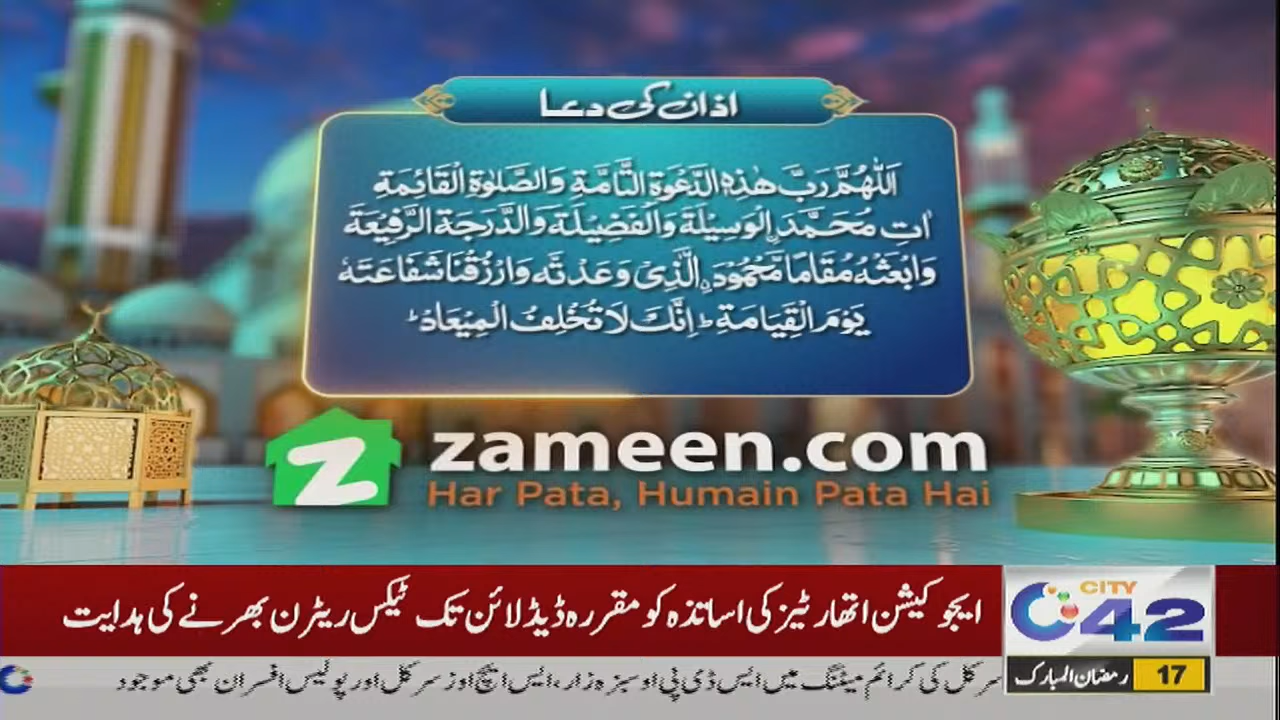 اذان کی دعا
اَللّٰهُمَّ رَبَّ هٰذِهِ الدَّعْوَةِ التَّامَّةِ وَالصَّلٰوةِ الْقَائِمَةِ
اٰتِ مُحَمَّدَ ِۨالْوَسِيْلَةَ وَالْفَضِيْلَةَ وَالدَّرَجَةَ الرَّفِيْعَةَ
وَابْعَثْهُ مَقَامًا مَّحْمُوْدَ ِۨالَّذِيْ وَعَدْتَّهٗ وَارْزُقْنَا شَفَاعَتَهٗ
يَوْمَ الْقِيَامَةِ ؕ اِنَّكَ لَا تُخْلِفُ الْمِيْعَادَ ؕ
zameen.com
Har Pata, Humain Pata Hai
ایجوکیشن اتھارٹیز کی اساتذہ کو مقررہ ڈیڈ لائن تک ٹیکس ریٹرن بھرنے کی ہدایت
CITY
42
سرکل کی کرائم میٹنگ میں ایس ڈی پی او سبزہ زار، ایس ایچ اوز سرکل اور پولیس افسران بھی موجود
17 رمضان المبارک